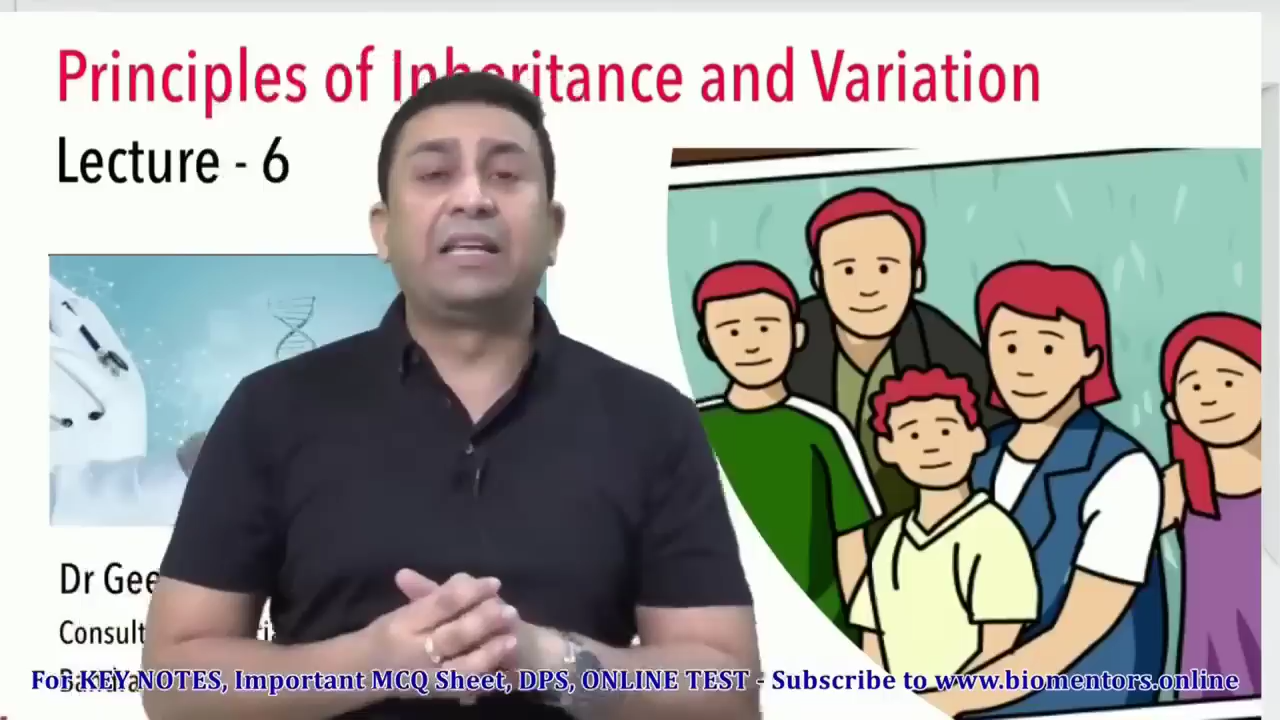 Principles of Inheritance and Variation
Lecture - 6
Dr
For KEY NOTES, Important MCQ Sheet, DPS, ONLINE TEST - Subscribe to www.biomentors.online